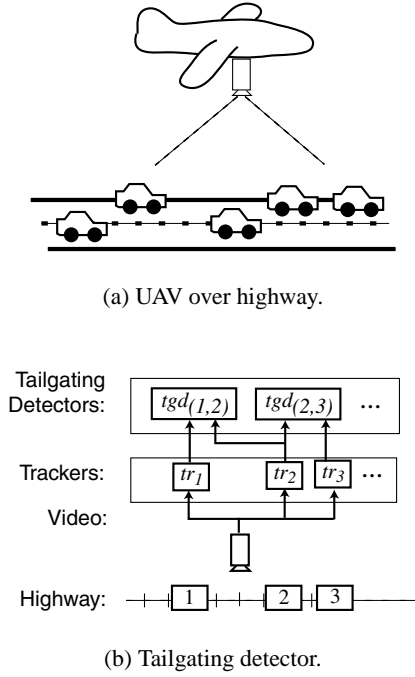 (a) UAV over highway.
Tailgating
Detectors:
tgd(1,2) tgd(2,3) ...
Trackers: tr1 tr2 tr3 ...
Video:
Highway: 1 2 3
(b) Tailgating detector.